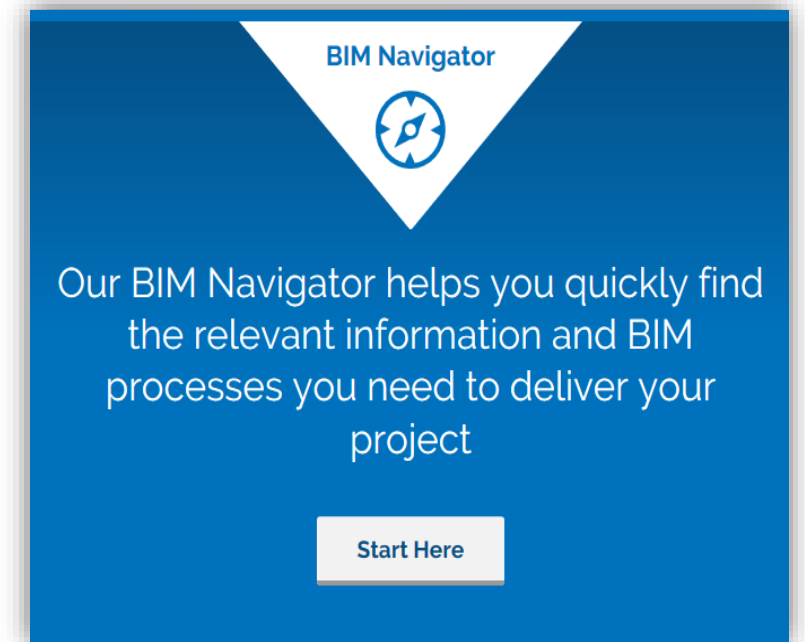 BIM Navigator
Our BIM Navigator helps you quickly find
the relevant information and BIM
processes you need to deliver your
project
Start Here